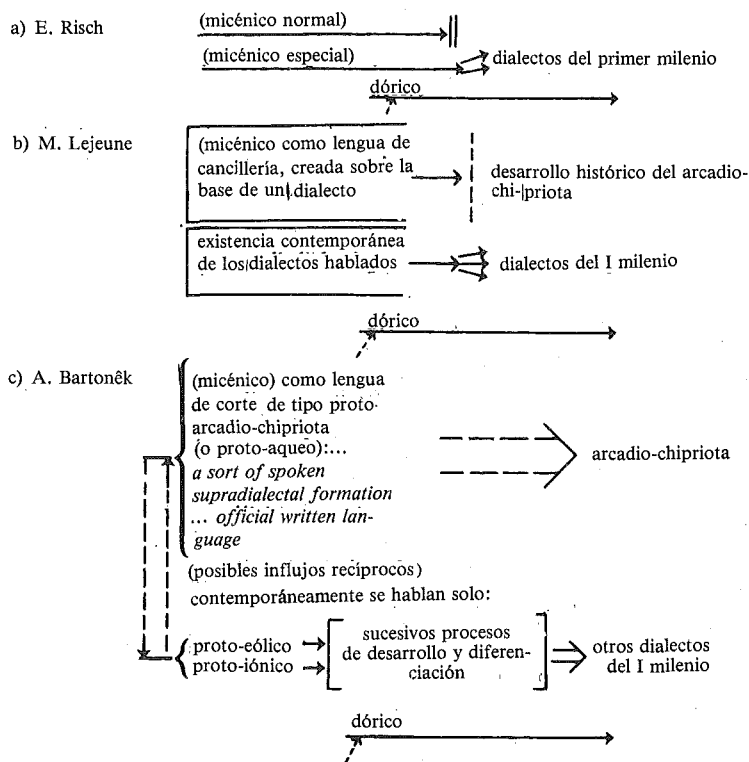 a) E. Risch
(micénico normal)
(micénico especial)
dialectos del primer milenio
dórico
b) M. Lejeune
(micénico como lengua de
cancillería, creada sobre la
base de un dialecto
desarrollo histórico del arcadio-
chi-priota
existencia contemporánea
de los dialectos hablados
dialectos del I milenio
dórico
c) A. Bartonêk
(micénico) como lengua
de corte de tipo proto-
arcadio-chipriota
(o proto-aqueo):...
a sort of spoken
supradialectal formation
... official written lan-
guage
arcadio-chipriota
(posibles influjos recíprocos)
contemporáneamente se hablan solo:
proto-eólico
proto-iónico
sucesivos procesos
de desarrollo y diferen-
ciación
otros dialectos
del I milenio
dórico